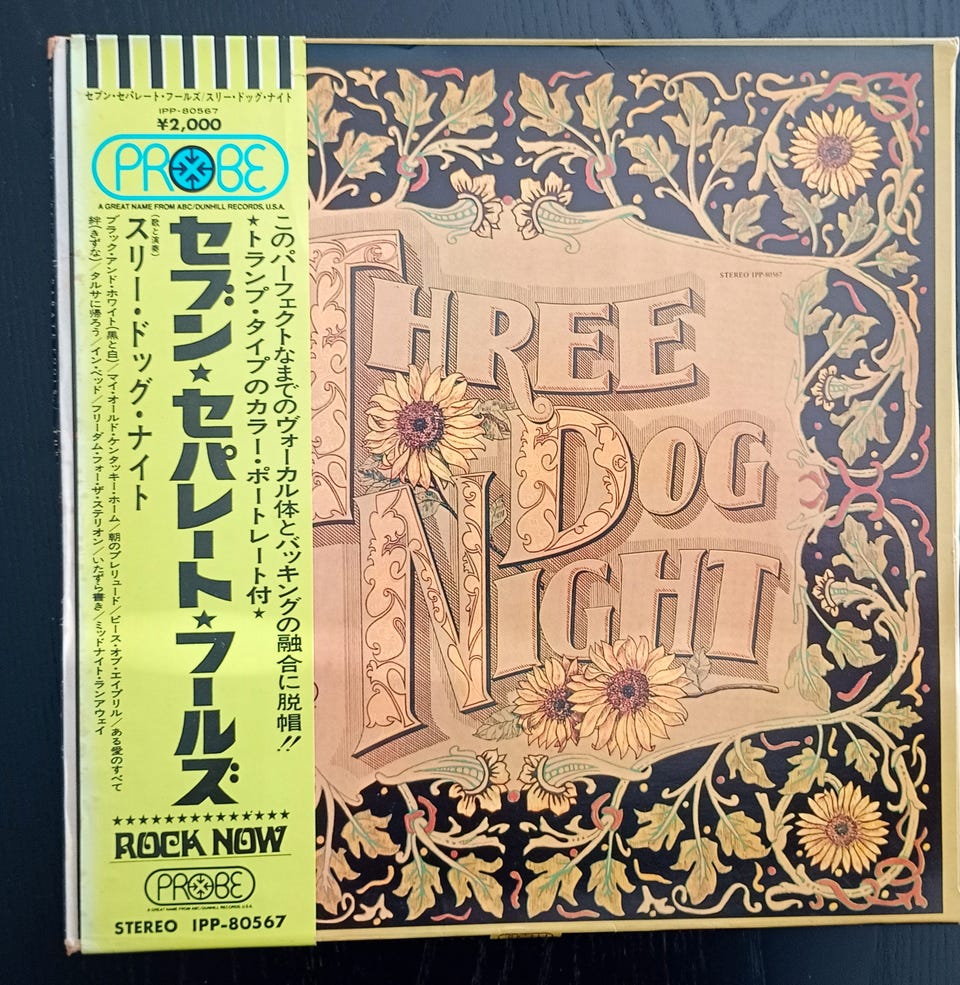 セブン・セパレート・フールズ/スリー・ドッグ・ナイト
IPP-80567
¥2,000
PROBE
A GREAT NAME FROM ABC/DUNHILL RECORDS, U.S.A.
このパーフェクトなまでのヴォーカル体とバッキングの融合に脱帽!!
★トランプ・タイプのカラー・ポートレート付★
セブン★セパレート★フールズ
(歌と演奏)
スリー・ドッグ・ナイト
ブラック・アンド・ホワイト(黒と白)/マイ・オールド・ケンタッキー・ホーム/朝のプレリュード/ピース・オブ・エイプリル/ある愛のすべて
絆(きずな)/タルサに帰ろう/イン・ベッド/フリーダム・フォー・ザ・ステリオン/いたずら書き/ミッドナイト・ランアウェイ
★★★★★★★★★★★★★★
ROCK NOW
PROBE
A GREAT NAME FROM ABC/DUNHILL RECORDS, U.S.A.
STEREO IPP-80567
STEREO IPP-80567
THREE
DOG
NIGHT